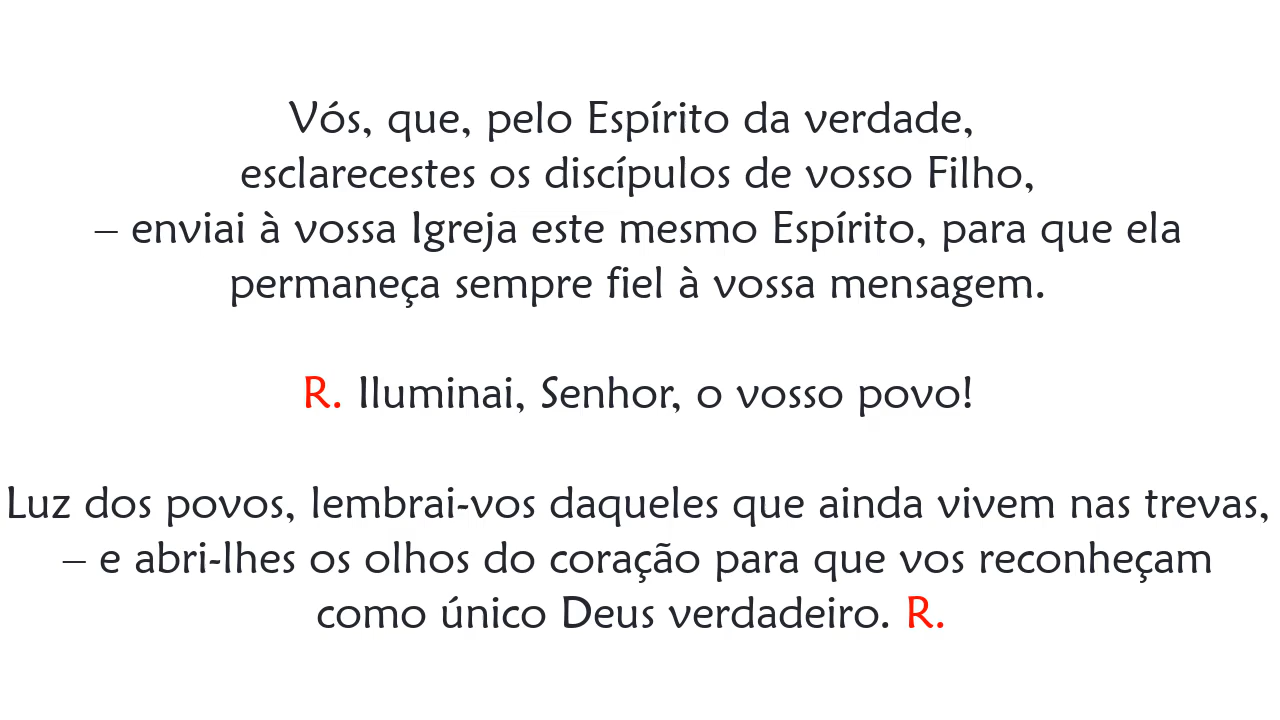 Vós, que, pelo Espírito da verdade,
esclarecestes os discípulos de vosso Filho,
– enviai à vossa Igreja este mesmo Espírito, para que ela
permaneça sempre fiel à vossa mensagem.
R. Iluminai, Senhor, o vosso povo!
Luz dos povos, lembrai-vos daqueles que ainda vivem nas trevas,
– e abri-lhes os olhos do coração para que vos reconheçam
como único Deus verdadeiro. R.